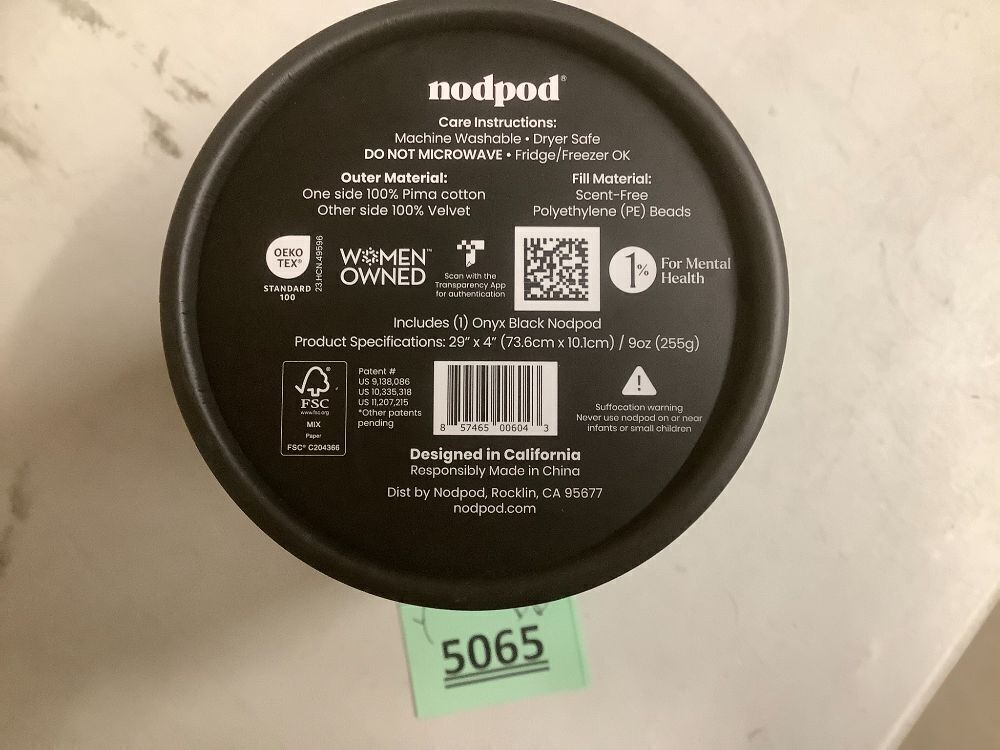 nodpod®
Care Instructions:
Machine Washable • Dryer Safe
DO NOT MICROWAVE • Fridge/Freezer OK
Outer Material:
One side 100% Pima cotton
Other side 100% Velvet
Fill Material:
Scent-Free
Polyethylene (PE) Beads
OEKO
TEX®
STANDARD
100
23.HCN.49596
WOMEN™
OWNED
Scan with the
Transparency App
for authentication
1%
For Mental
Health
Includes (1) Onyx Black Nodpod
Product Specifications: 29" x 4" (73.6cm x 10.1cm) / 9oz (255g)
FSC
www.fsc.org
MIX
Paper
FSC® C204366
Patent #
US 9,138,086
US 10,335,318
US 11,207,215
*Other patents
pending
8 57465 00604 3
Suffocation warning
Never use nodpod on or near
infants or small children
Designed in California
Responsibly Made in China
Dist by Nodpod, Rocklin, CA 95677
nodpod.com
5065